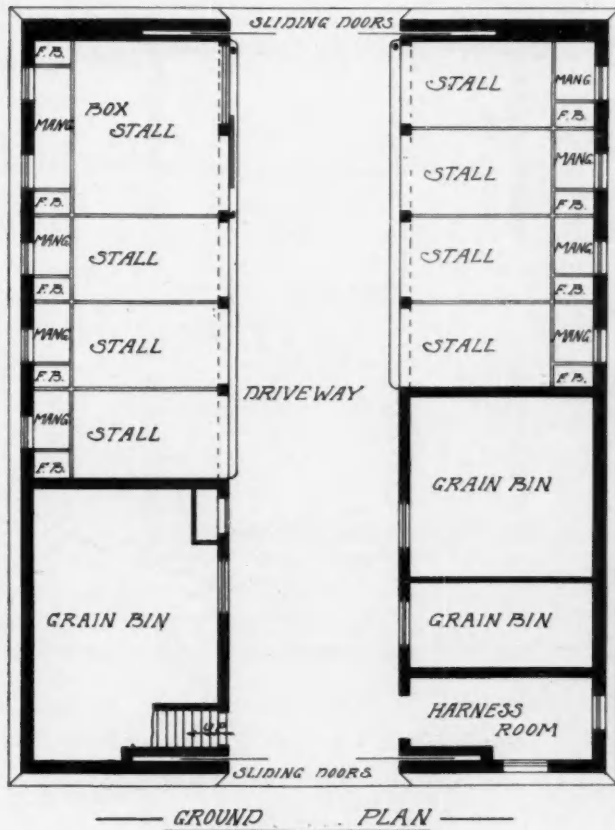 SLIDING DOORS
F.B.
MANG.
BOX
STALL
F.B.
MANG.
STALL
F.B.
MANG.
STALL
F.B.
MANG.
STALL
F.B.
GRAIN BIN
UP
DRIVEWAY
STALL
MANG.
F.B.
STALL
MANG.
F.B.
STALL
MANG.
F.B.
STALL
MANG.
F.B.
GRAIN BIN
GRAIN BIN
HARNESS
ROOM
SLIDING DOORS.
GROUND PLAN